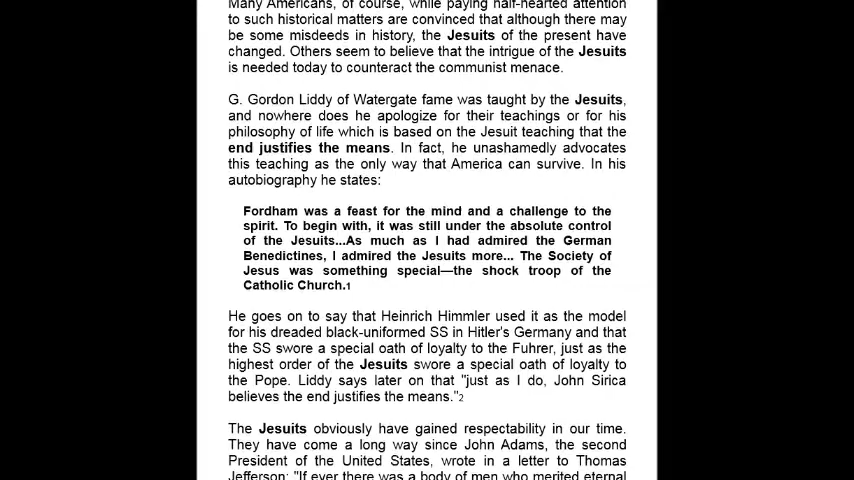 Many Americans, of course, while paying half-hearted attention
to such historical matters are convinced that although there may
be some misdeeds in history, the Jesuits of the present have
changed. Others seem to believe that the intrigue of the Jesuits
is needed today to counteract the communist menace.
G. Gordon Liddy of Watergate fame was taught by the Jesuits,
and nowhere does he apologize for their teachings or for his
philosophy of life which is based on the Jesuit teaching that the
end justifies the means. In fact, he unashamedly advocates
this teaching as the only way that America can survive. In his
autobiography he states:
Fordham was a feast for the mind and a challenge to the
spirit. To begin with, it was still under the absolute control
of the Jesuits...As much as I had admired the German
Benedictines, I admired the Jesuits more... The Society of
Jesus was something special—the shock troop of the
Catholic Church.1
He goes on to say that Heinrich Himmler used it as the model
for his dreaded black-uniformed SS in Hitler's Germany and that
the SS swore a special oath of loyalty to the Fuhrer, just as the
highest order of the Jesuits swore a special oath of loyalty to
the Pope. Liddy says later on that "just as I do, John Sirica
believes the end justifies the means."2
The Jesuits obviously have gained respectability in our time.
They have come a long way since John Adams, the second
President of the United States, wrote in a letter to Thomas
Jefferson: "If ever there was a body of men who merited eternal